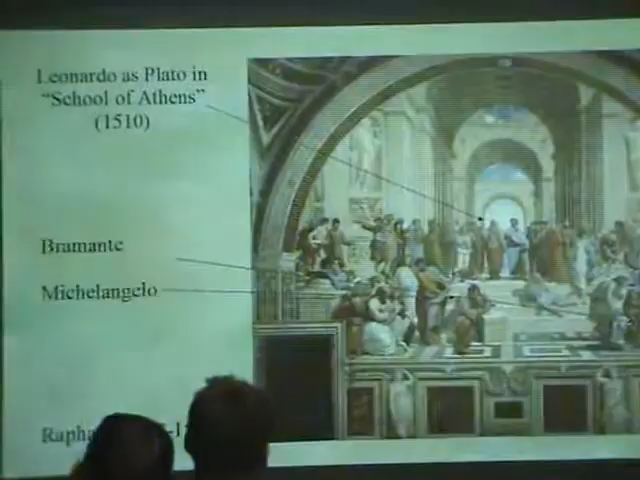 Leonardo as Plato in
“School of Athens”
(1510)
Bramante
Michelangelo